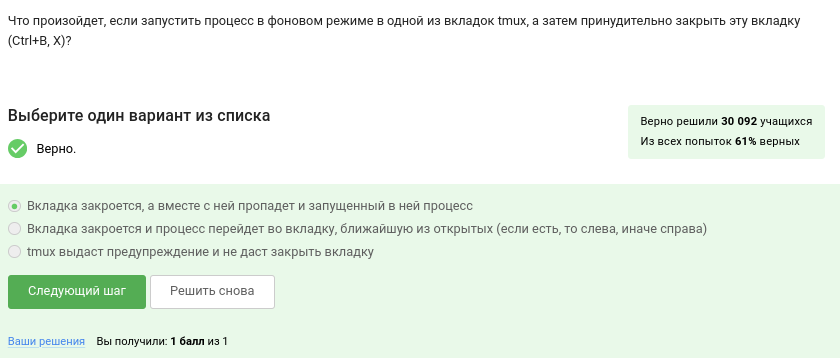 Что произойдет, если запустить процесс в фоновом режиме в одной из вкладок tmux, а затем принудительно закрыть эту вкладку
(Ctrl+B, X)?
Выберите один вариант из списка
Верно решили 30 092 учащихся
Из всех попыток 61% верных
Верно.
Вкладка закроется, а вместе с ней пропадет и запущенный в ней процесс
Вкладка закроется и процесс перейдет во вкладку, ближайшую из открытых (если есть, то слева, иначе справа)
tmux выдаст предупреждение и не даст закрыть вкладку
Следующий шаг
Решить снова
Ваши решения Вы получили: 1 балл из 1